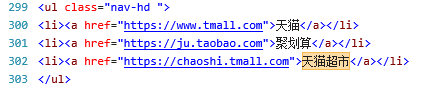 299 <ul class="nav-hd ">
300 <li><a href="https://www.tmall.com">天猫</a></li>
301 <li><a href="https://ju.taobao.com">聚划算</a></li>
302 <li><a href="https://chaoshi.tmall.com">天猫超市</a></li>
303 </ul>